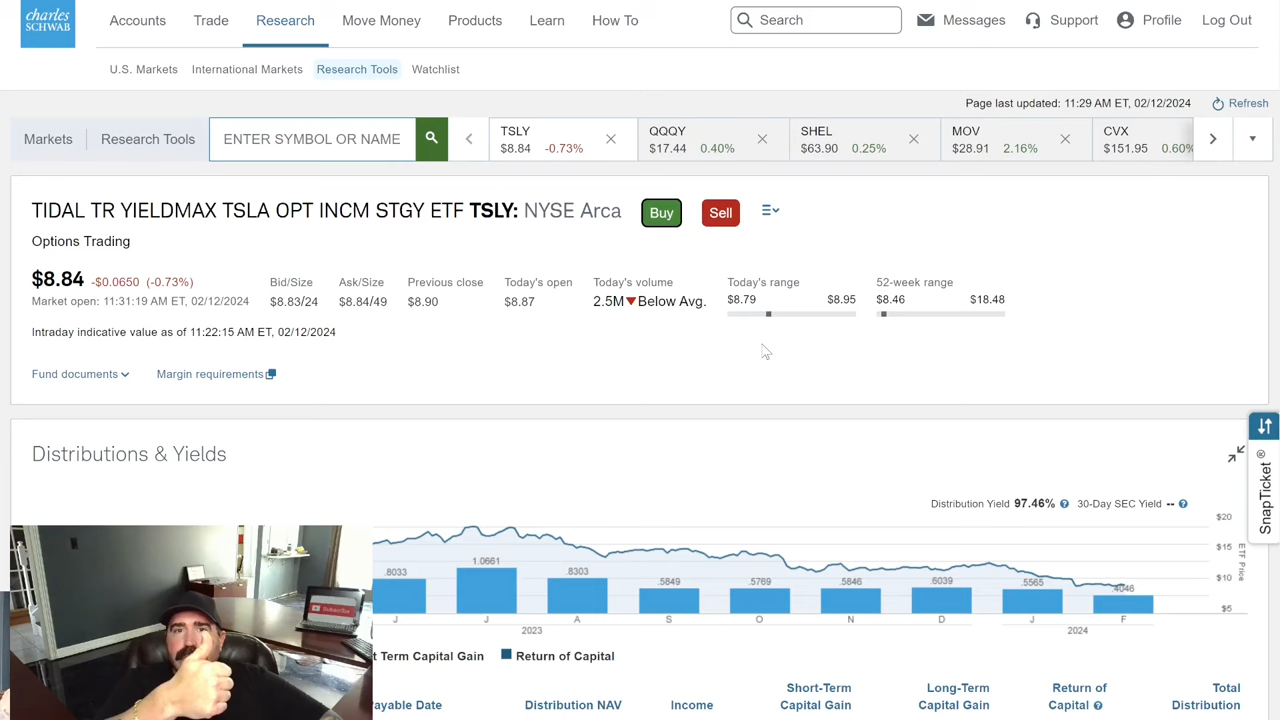 charles
SCHWAB
Accounts Trade Research Move Money Products Learn How To
Search
Messages Support Profile Log Out
U.S. Markets International Markets Research Tools Watchlist
Page last updated: 11:29 AM ET, 02/12/2024 Refresh
Markets Research Tools ENTER SYMBOL OR NAME
TSLY
$8.84 -0.73%
QQQY
$17.44 0.40%
SHEL
$63.90 0.25%
MOV
$28.91 2.16%
CVX
$151.95 0.60%
TIDAL TR YIELDMAX TSLA OPT INCM STGY ETF TSLY: NYSE Arca Buy Sell
Options Trading
$8.84 -$0.0650 (-0.73%)
Market open: 11:31:19 AM ET, 02/12/2024
Bid/Size
$8.83/24
Ask/Size
$8.84/49
Previous close
$8.90
Today's open
$8.87
Today's volume
2.5M Below Avg.
Today's range
$8.79 $8.95
52-week range
$8.46 $18.48
Intraday indicative value as of 11:22:15 AM ET, 02/12/2024
Fund documents Margin requirements
SnapTicket ®
Distributions & Yields
Distribution Yield 97.46% ? 30-Day SEC Yield -- ?
$20
$15
$10
$5
ETF Price
.8033 1.0661 .8303 .5849 .5769 .5846 .6039 .5565 .4046
J J A S O N D J F
2023 2024
Subscribe
t Term Capital Gain Return of Capital
Payable Date Distribution NAV Income
Short-Term
Capital Gain
Long-Term
Capital Gain
Return of
Capital ?
Total
Distribution